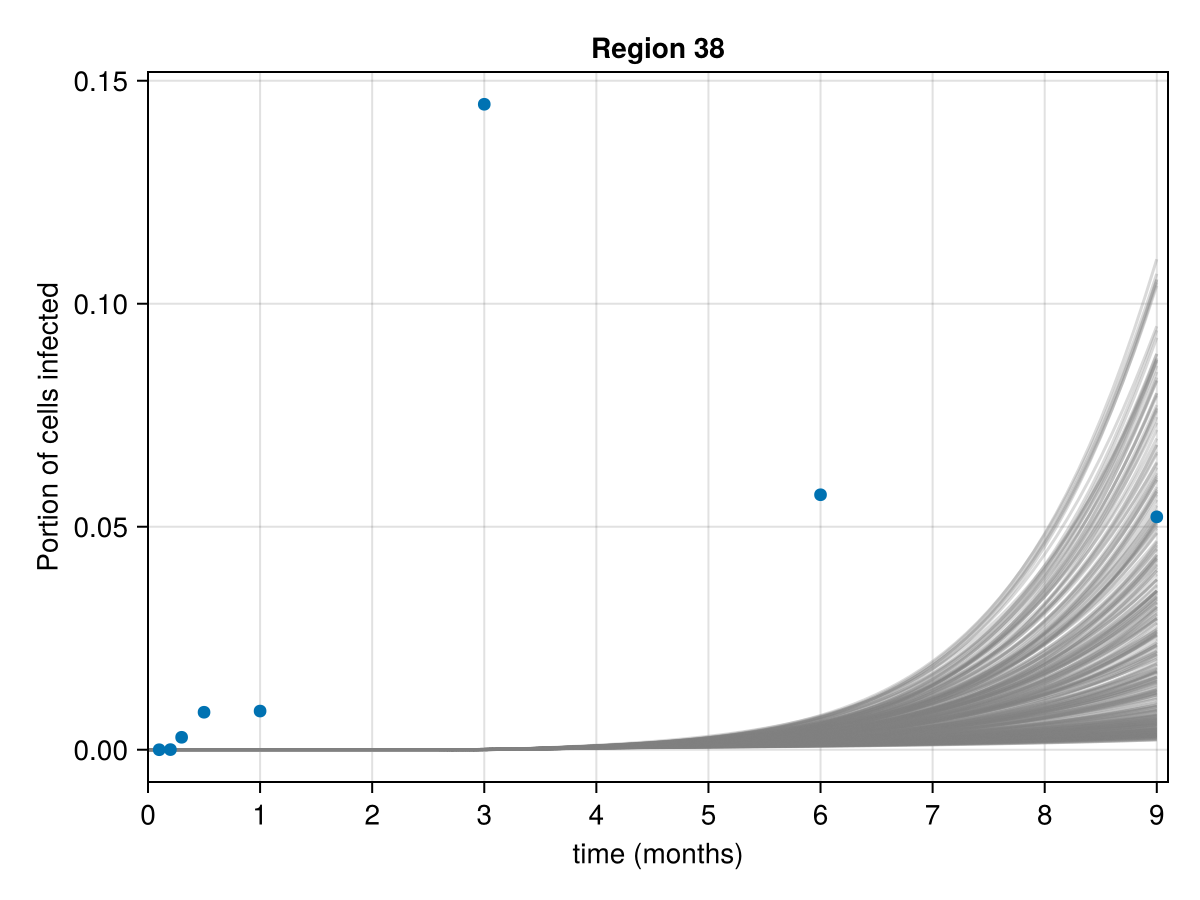 Region 38
0.15
0.10
0.05
0.00
Portion of cells infected
0 1 2 3 4 5 6 7 8 9
time (months)